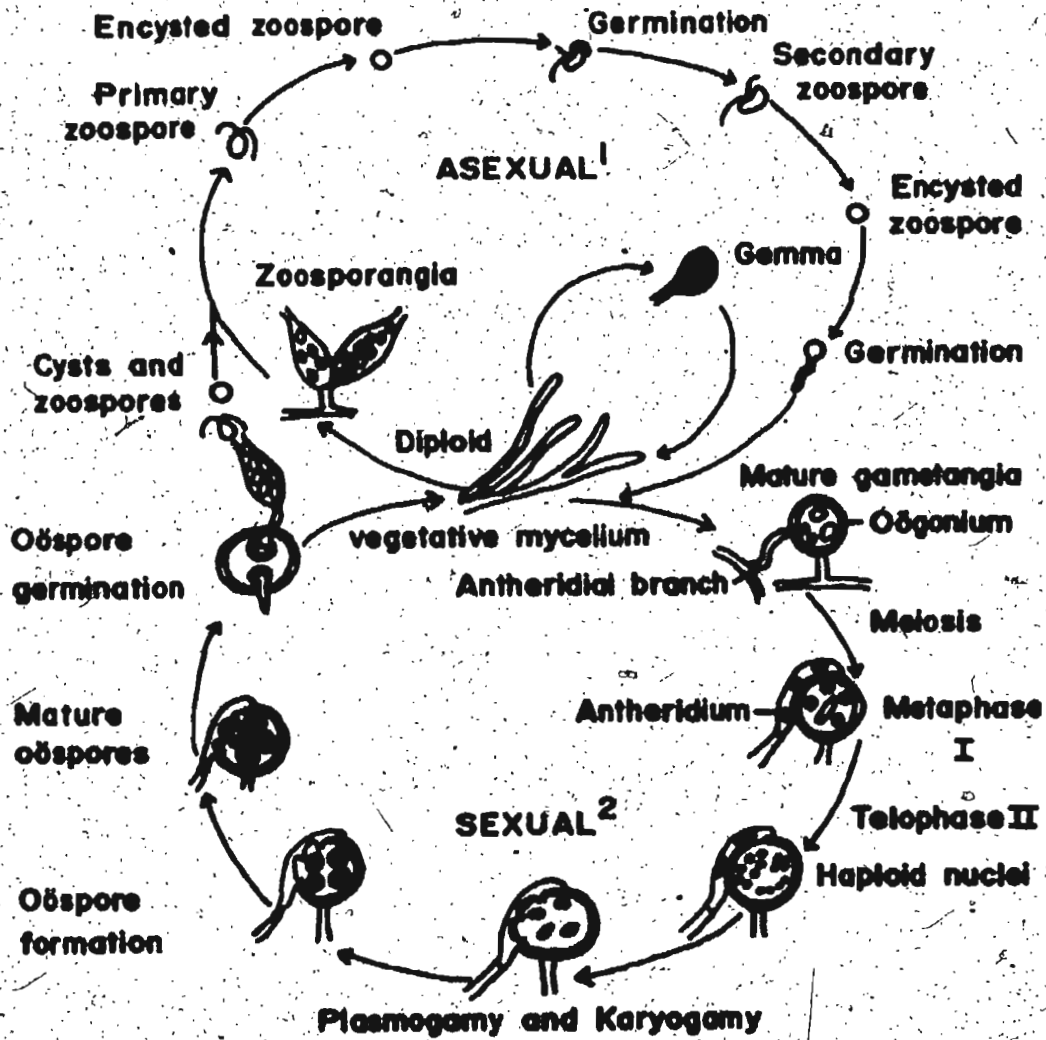 Encysted zoospore
Germination
Secondary
zoospore
Primary
zoospore
ASEXUAL¹
Encysted
zoospore
Gemma
Zoosporangia
Germination
Cysts and
zoospores
Diploid
Mature gametangia
Oögonium
vegetative mycelium
Oöspore
germination
Antheridial branch
Meiosis
Antheridium
Metaphase
I
Mature
oöspores
SEXUAL²
Telophase II
Haploid nuclei
Oöspore
formation
Plasmogamy and Karyogamy